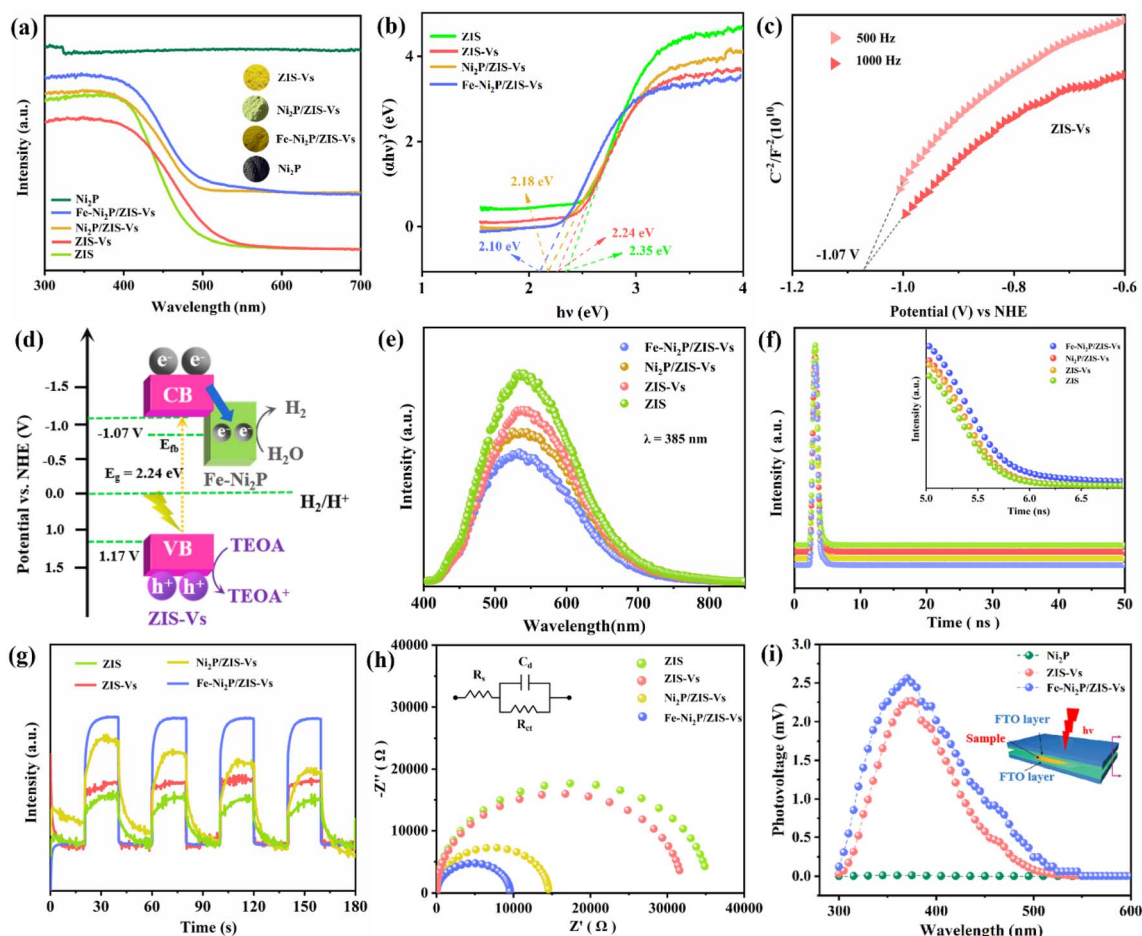 (a)
Intensity (a.u.)
ZIS-Vs
Ni₂P/ZIS-Vs
Fe-Ni₂P/ZIS-Vs
Ni₂P
Ni₂P
Fe-Ni₂P/ZIS-Vs
Ni₂P/ZIS-Vs
ZIS-Vs
ZIS
300 400 500 600 700
Wavelength (nm)
(b)
(αhν)² (eV)
4
2
0
ZIS
ZIS-Vs
Ni₂P/ZIS-Vs
Fe-Ni₂P/ZIS-Vs
2.18 eV
2.10 eV
2.24 eV
2.35 eV
1 2 3 4
hν (eV)
(c)
C⁻²/F⁻²(10¹⁰)
500 Hz
1000 Hz
ZIS-Vs
-1.07 V
-1.2 -1.0 -0.8 -0.6
Potential (V) vs NHE
(d)
Potential vs. NHE (V)
-1.5
-1.0
-0.5
0.0
1.0
1.5
e⁻ e⁻
CB
-1.07 V
E_fb
e⁻ e⁻
H₂
H₂O
Fe-Ni₂P
E_g = 2.24 eV
H₂/H⁺
1.17 V
VB
TEOA
h⁺ h⁺
TEOA⁺
ZIS-Vs
(e)
Intensity (a.u.)
Fe-Ni₂P/ZIS-Vs
Ni₂P/ZIS-Vs
ZIS-Vs
ZIS
λ = 385 nm
400 500 600 700 800
Wavelength(nm)
(f)
Intensity ( a.u. )
Intensity (a.u.)
Fe-Ni₂P/ZIS-Vs
Ni₂P/ZIS-Vs
ZIS-Vs
ZIS
5.0 5.5 6.0 6.5
Time (ns)
0 10 20 30 40 50
Time ( ns)
(g)
Intensity (a.u.)
ZIS
ZIS-Vs
Ni₂P/ZIS-Vs
Fe-Ni₂P/ZIS-Vs
0 30 60 90 120 150 180
Time (s)
(h)
-Z'' ( Ω )
40000
30000
20000
10000
0
R_s
C_d
R_ct
ZIS
ZIS-Vs
Ni₂P/ZIS-Vs
Fe-Ni₂P/ZIS-Vs
0 10000 20000 30000 40000
Z' ( Ω )
(i)
Photovoltage (mV)
3.0
2.5
2.0
1.5
1.0
0.5
0.0
Ni₂P
ZIS-Vs
Fe-Ni₂P/ZIS-Vs
FTO layer
hν
Sample
FTO layer
300 400 500 600
Wavelength (nm)